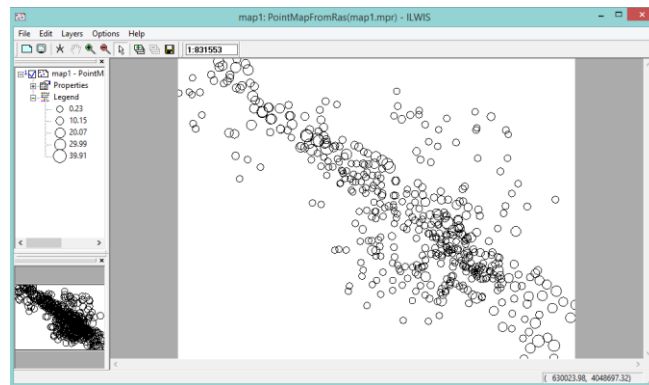 map1: PointMapFromRas(map1.mpr) - ILWIS
File Edit Layers Options Help
1:831553
map1 - PointM
Properties
Legend
0.23
10.15
20.07
29.99
39.91
( 630023.98, 4048697.32)